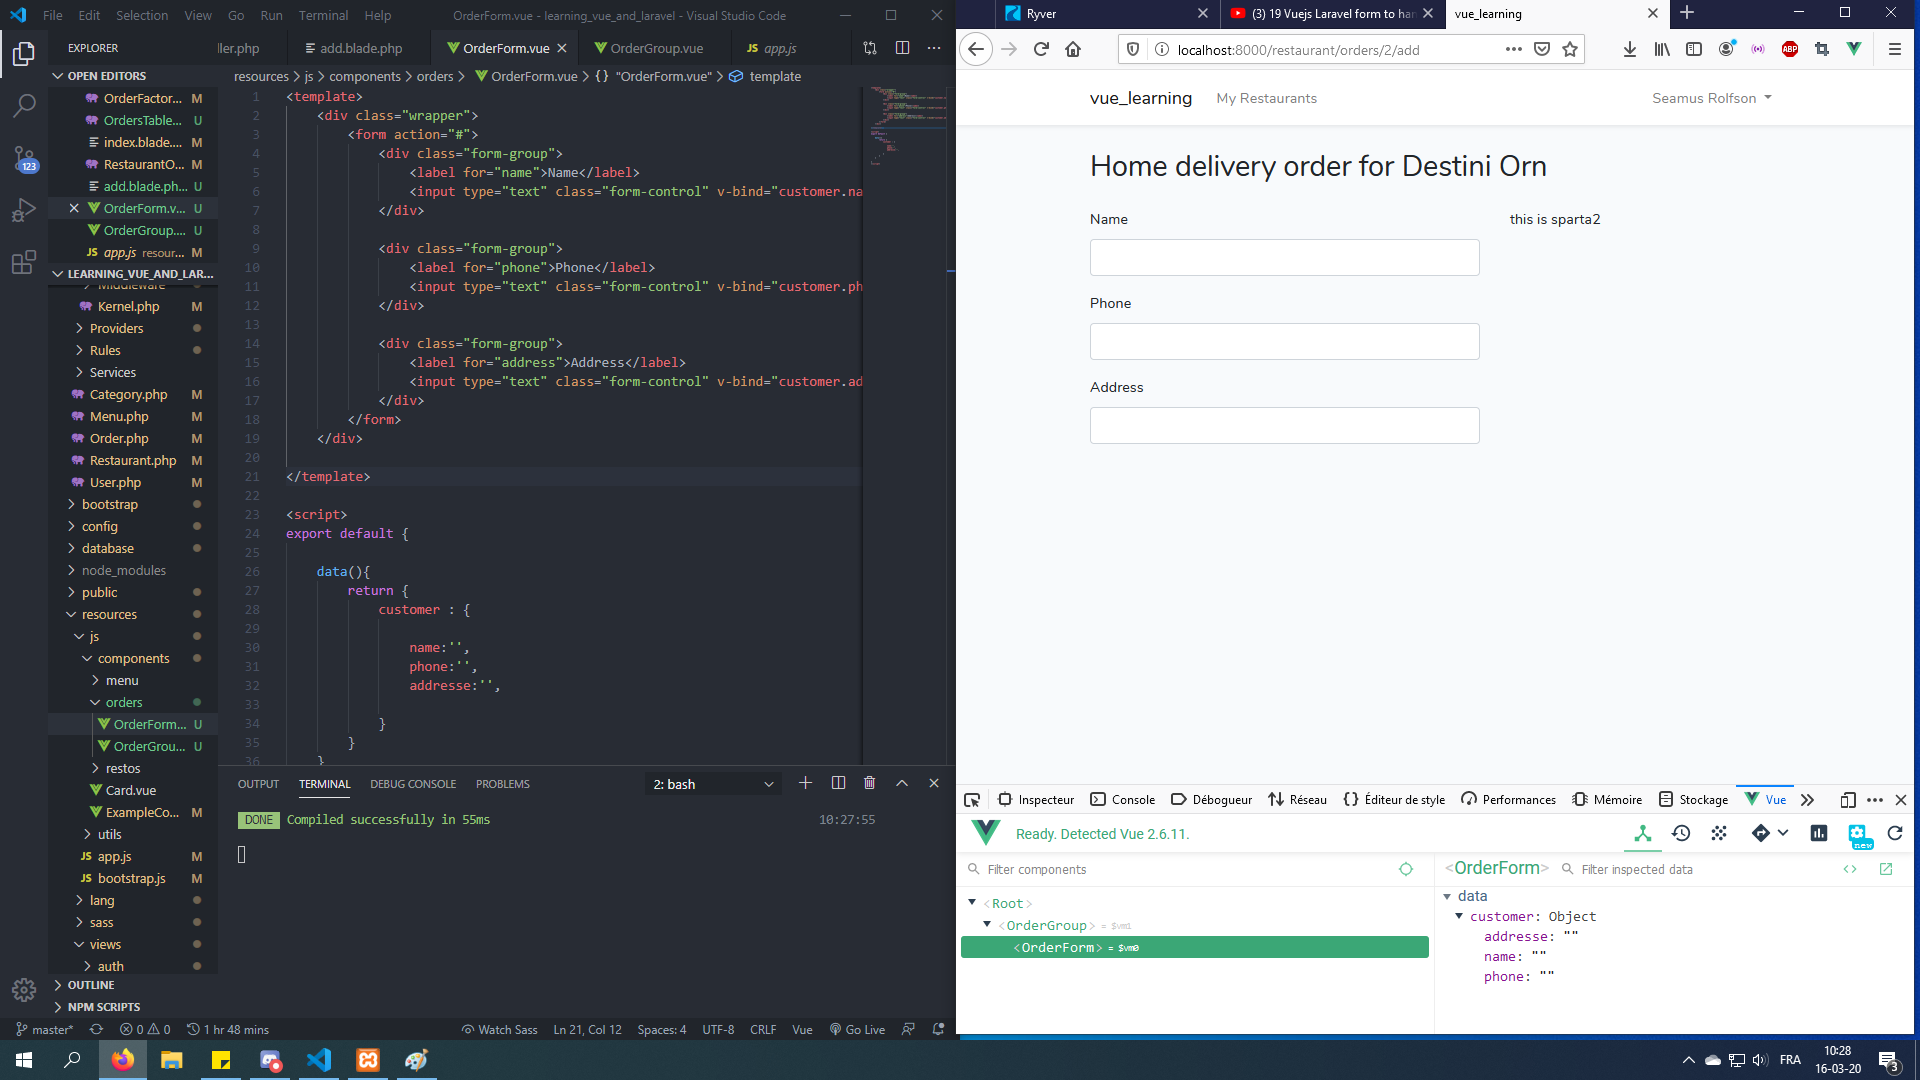 File Edit Selection View Go Run Terminal Help
OrderForm.vue - learning_vue_and_laravel - Visual Studio Code
EXPLORER
ller.php
add.blade.php
OrderForm.vue
OrderGroup.vue
JS app.js
OPEN EDITORS
resources > js > components > orders > OrderForm.vue > {} "OrderForm.vue" > template
OrderFactor... M
OrdersTable... U
index.blade.... M
RestaurantO... M
add.blade.ph... U
OrderForm.v... U
OrderGroup.... U
JS app.js resour... M
LEARNING_VUE_AND_LAR...
Middleware
Kernel.php M
Providers
Rules
Services
Category.php M
Menu.php M
Order.php M
Restaurant.php M
User.php M
bootstrap
config
database
node_modules
public
resources
js
components
menu
orders
OrderForm... U
OrderGrou... U
restos
Card.vue
ExampleCo... M
utils
JS app.js M
JS bootstrap.js M
lang
sass
views
auth
OUTLINE
NPM SCRIPTS
123
1 <template>
2 <div class="wrapper">
3 <form action="#">
4 <div class="form-group">
5 <label for="name">Name</label>
6 <input type="text" class="form-control" v-bind="customer.na
7 </div>
8
9 <div class="form-group">
10 <label for="phone">Phone</label>
11 <input type="text" class="form-control" v-bind="customer.ph
12 </div>
13
14 <div class="form-group">
15 <label for="address">Address</label>
16 <input type="text" class="form-control" v-bind="customer.ad
17 </div>
18 </form>
19 </div>
20
21 </template>
22
23 <script>
24 export default {
25
26 data(){
27 return {
28 customer : {
29
30 name:'',
31 phone:'',
32 addresse:'',
33
34 }
35 }
36 }
OUTPUT TERMINAL DEBUG CONSOLE PROBLEMS
2: bash
DONE Compiled successfully in 55ms 10:27:55
master* 0 0 1 hr 48 mins
Watch Sass Ln 21, Col 12 Spaces: 4 UTF-8 CRLF Vue Go Live
Ryver
(3) 19 Vuejs Laravel form to han
vue_learning
localhost:8000/restaurant/orders/2/add
ABP
vue_learning My Restaurants Seamus Rolfson
Home delivery order for Destini Orn
Name this is sparta2
Phone
Address
Inspecteur Console Débogueur Réseau Éditeur de style Performances Mémoire Stockage Vue
Ready. Detected Vue 2.6.11.
new
Filter components
<OrderForm> Filter inspected data
<Root>
<OrderGroup> = $vm1
<OrderForm> = $vm0
data
customer: Object
addresse: ""
name: ""
phone: ""
FRA
10:28
16-03-20
3